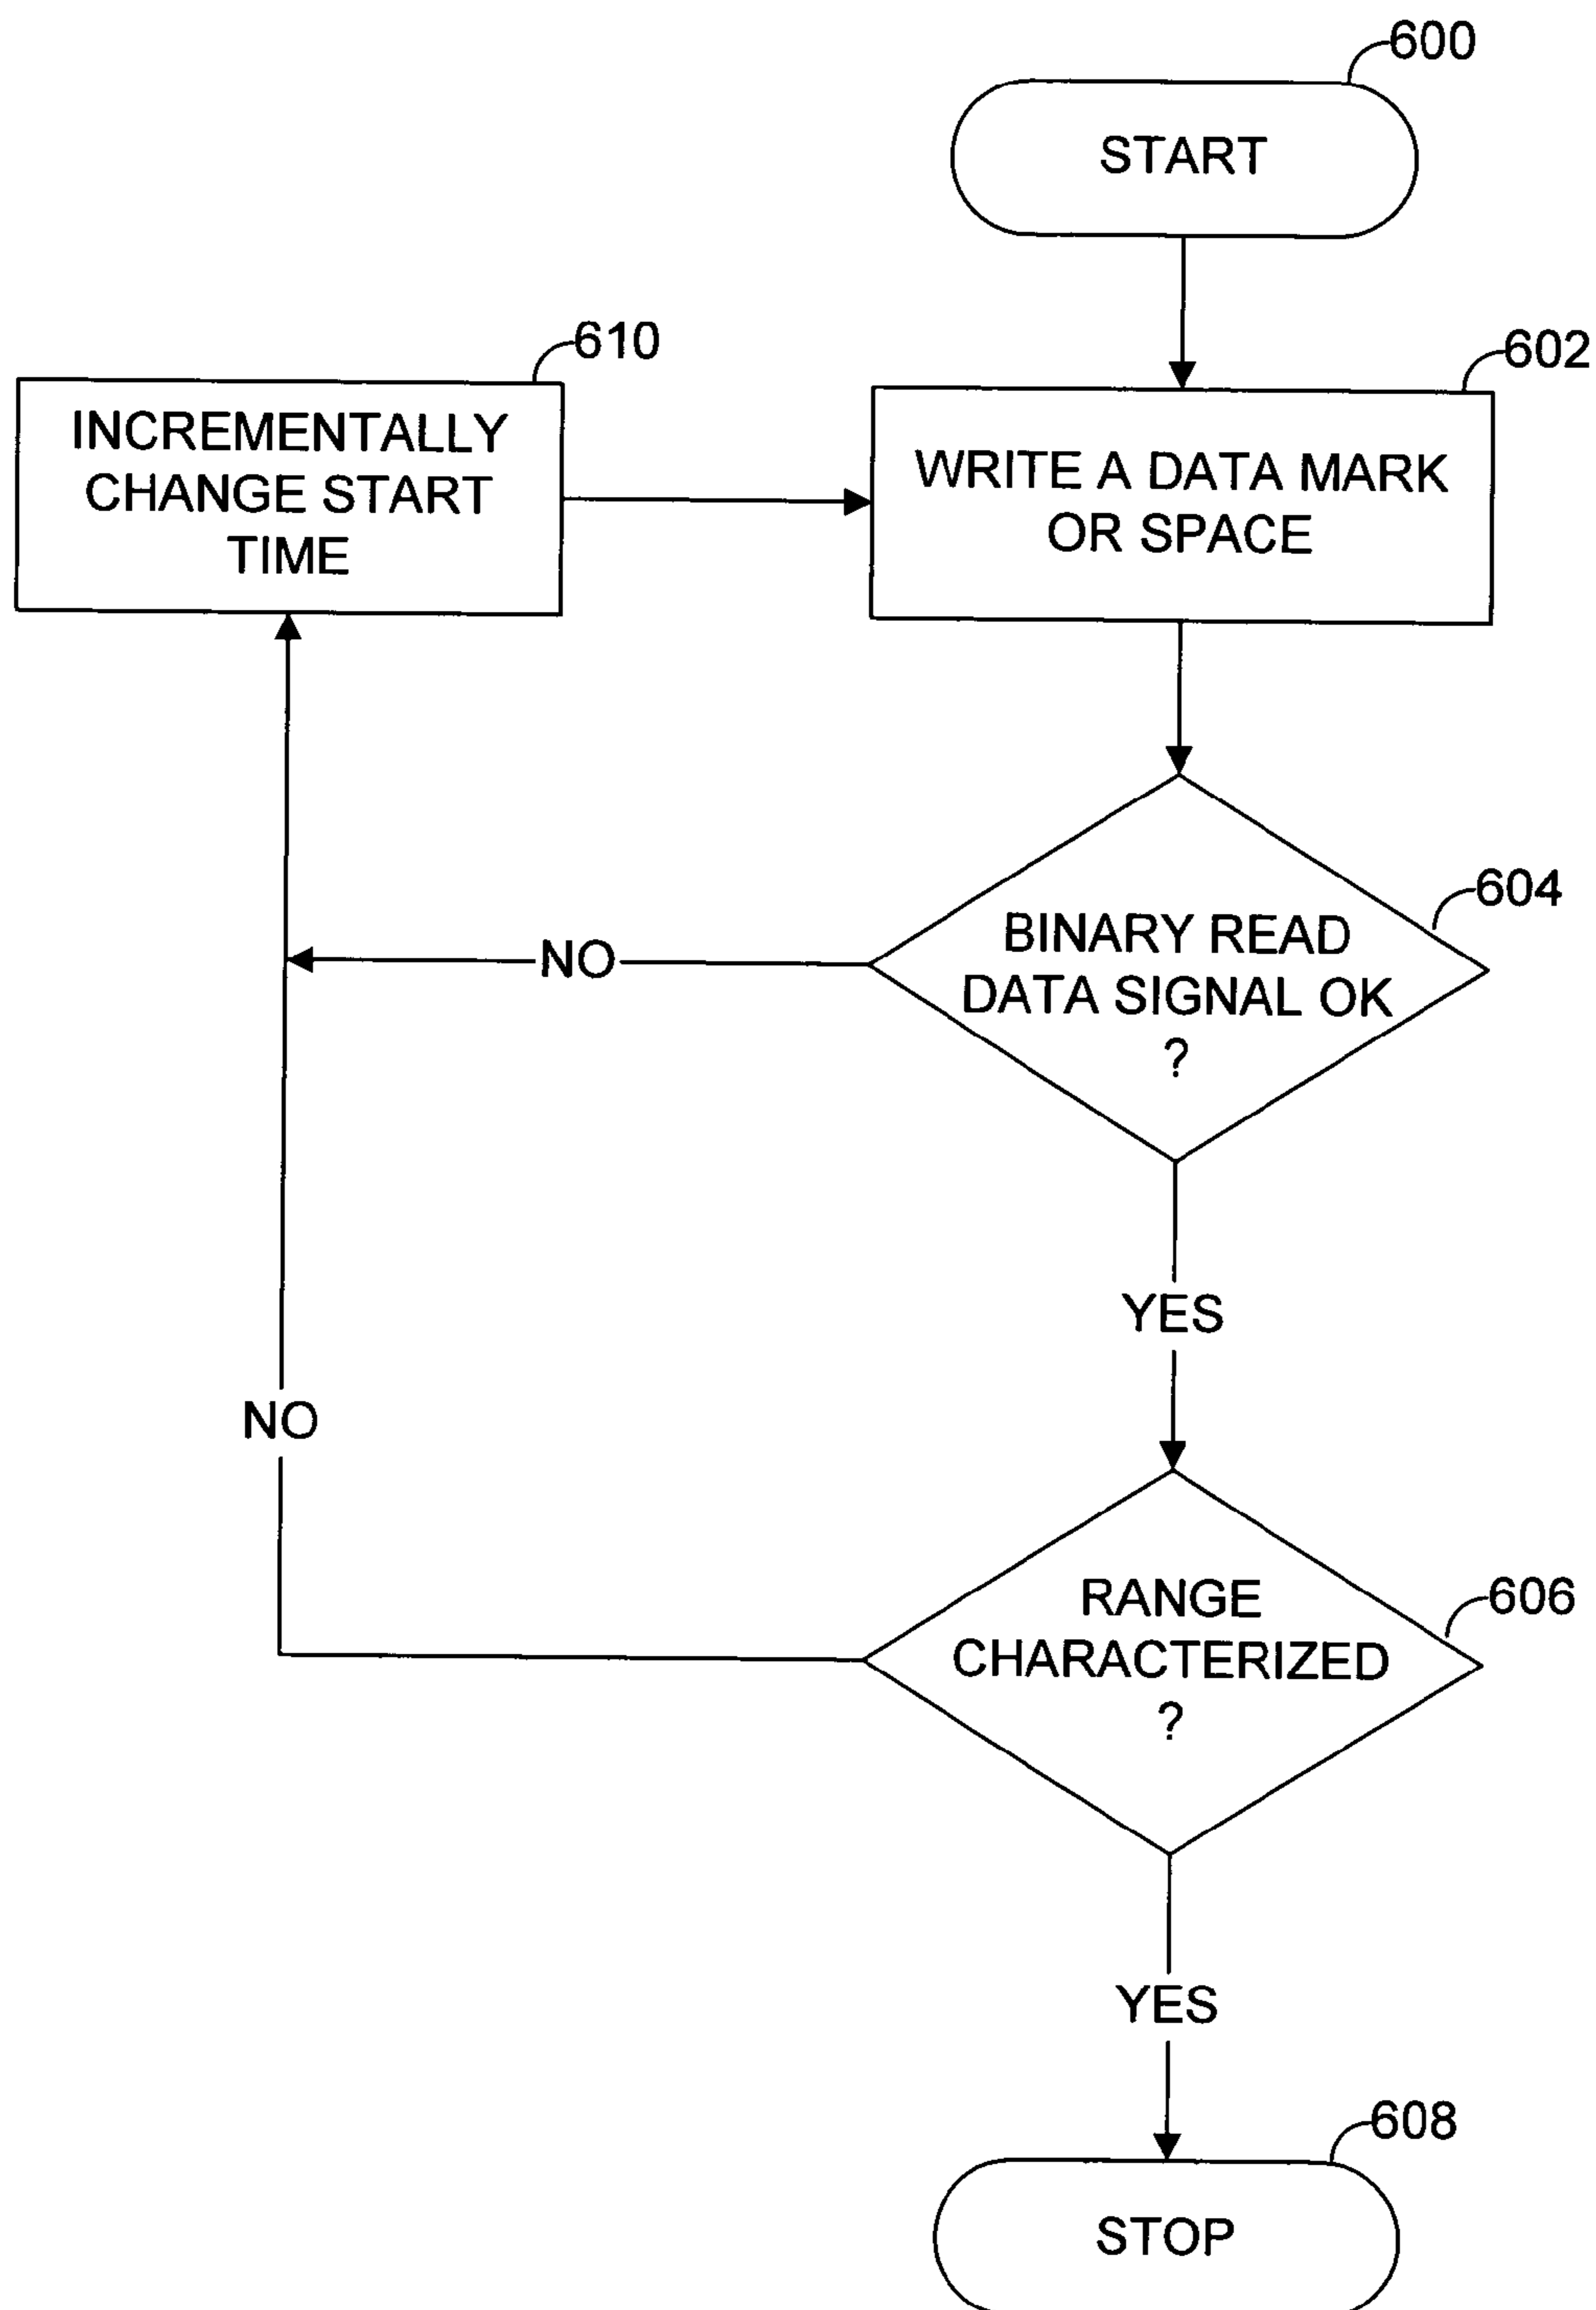 600
START
610
602
INCREMENTALLY
CHANGE START
TIME
WRITE A DATA MARK
OR SPACE
604
BINARY READ
DATA SIGNAL OK
?
NO
YES
NO
606
RANGE
CHARACTERIZED
?
YES
608
STOP